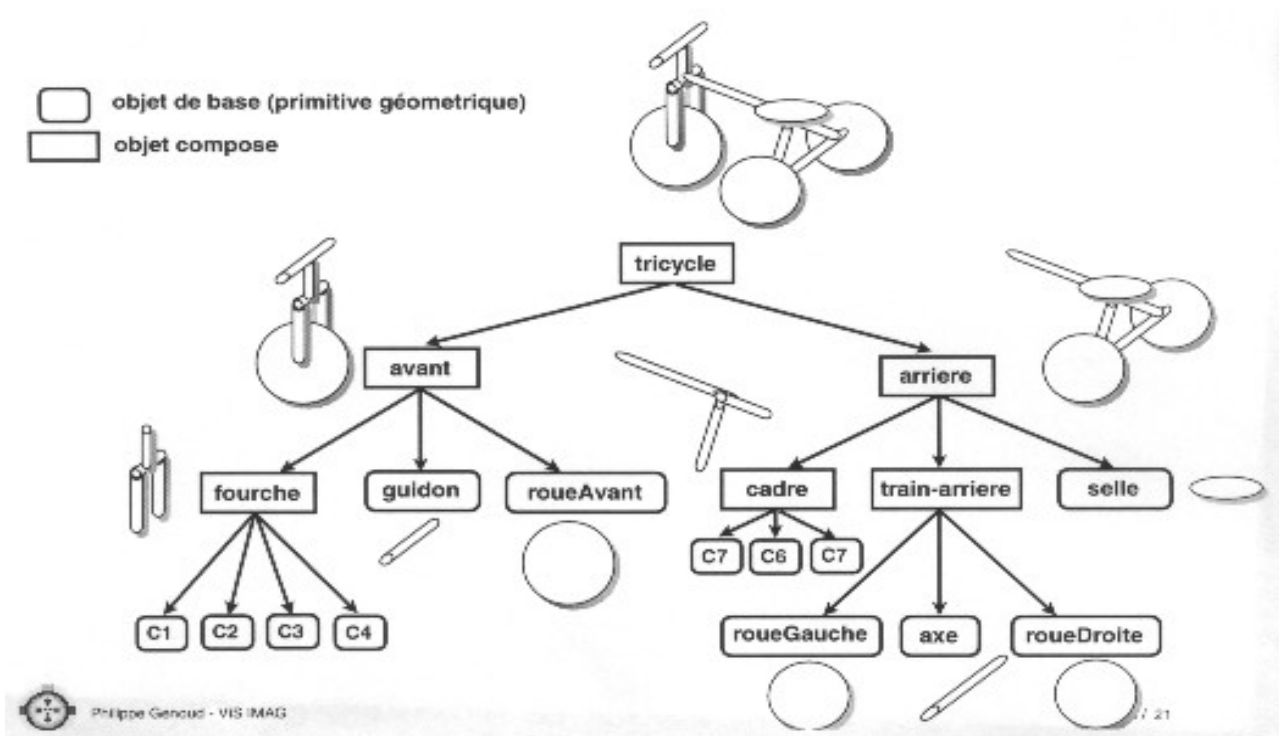 objet de base (primitive géometrique)
objet compose
tricycle
avant
arriere
fourche
guidon
roueAvant
cadre
train-arriere
selle
C7
C6
C7
C1
C2
C3
C4
roueGauche
axe
roueDroite
Philippe Genoud - VIS IMAG
/ 21